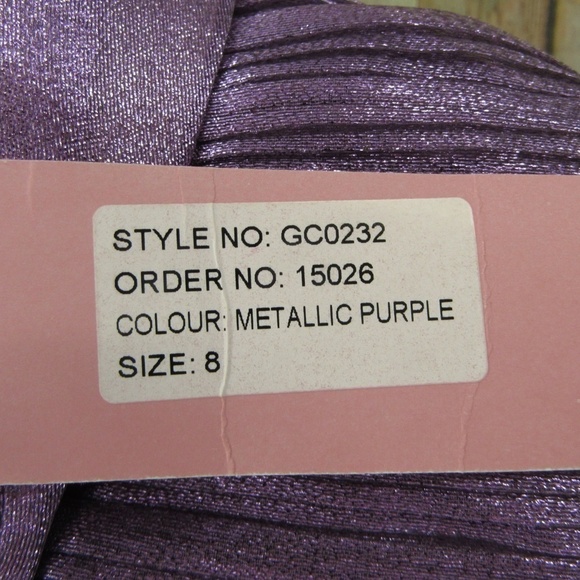 STYLE NO: GC0232
ORDER NO: 15026
COLOUR: METALLIC PURPLE
SIZE: 8